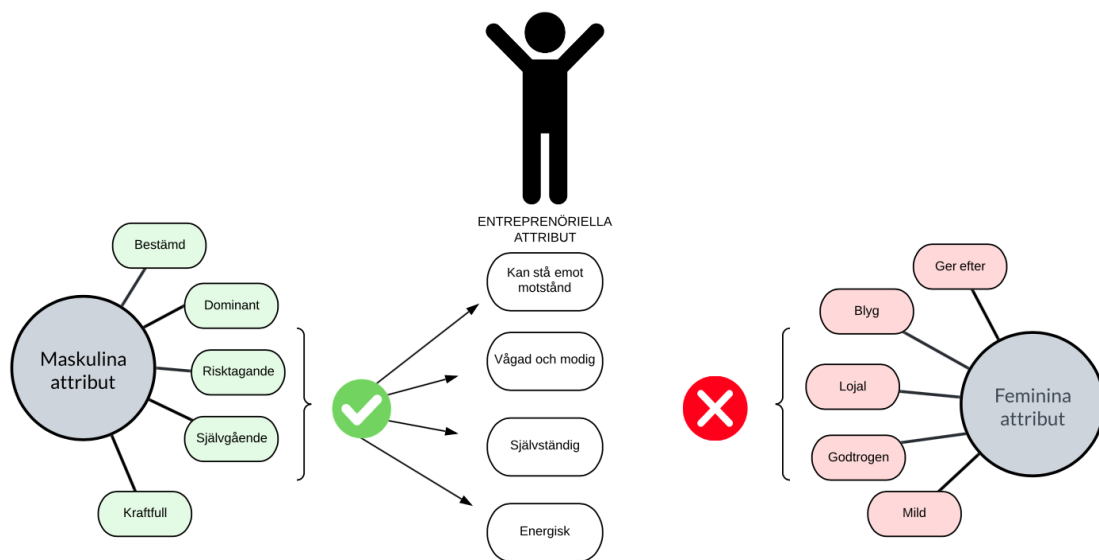 ENTREPRENÖRIELLA
ATTRIBUT
Bestämd
Dominant
Maskulina
attribut
Risktagande
Självgående
Kraftfull
Kan stå emot
motstånd
Vågad och modig
Självständig
Energisk
Ger efter
Blyg
Lojal
Feminina
attribut
Godtrogen
Mild